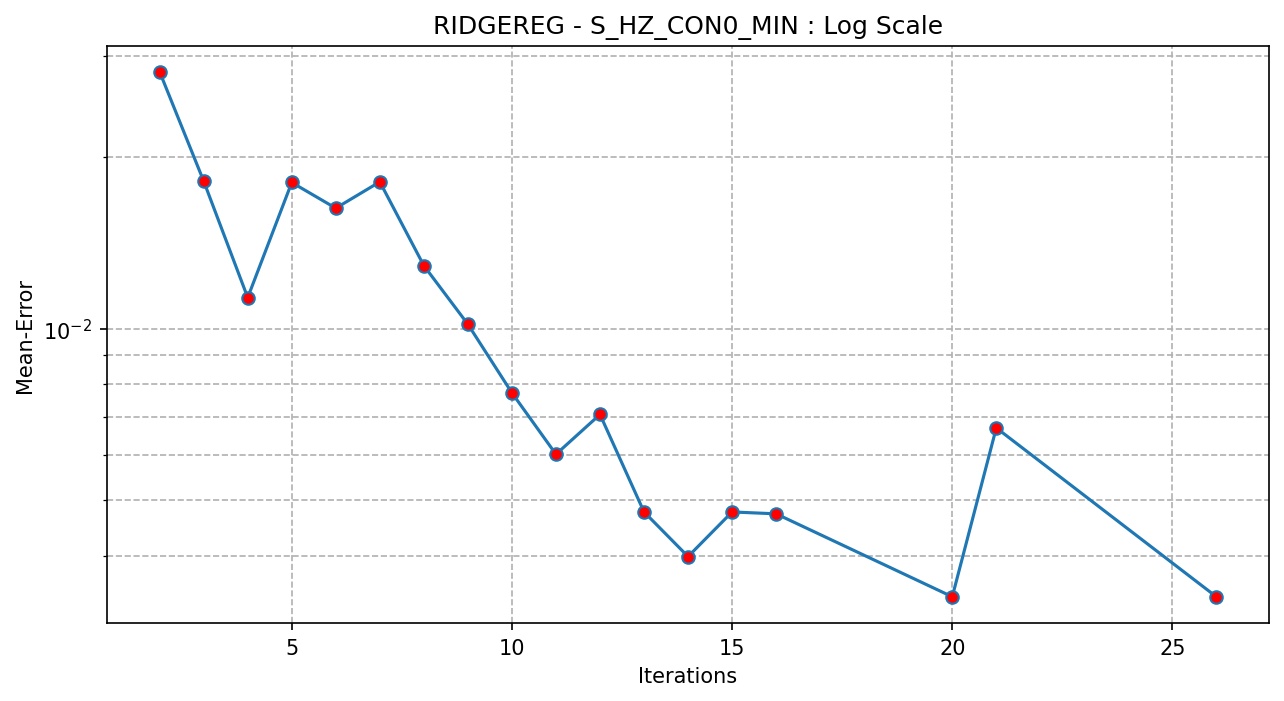 RIDGEREG - S_HZ_CON0_MIN : Log Scale
Mean-Error
10⁻²
5 10 15 20 25
Iterations